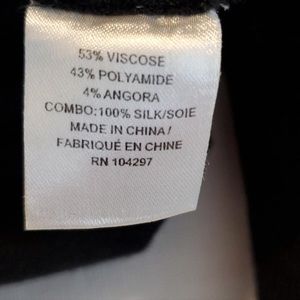 53% VISCOSE
43% POLYAMIDE
4% ANGORA
COMBO:100% SILK/SOIE
MADE IN CHINA/
FABRIQUÉ EN CHINE
RN 104297